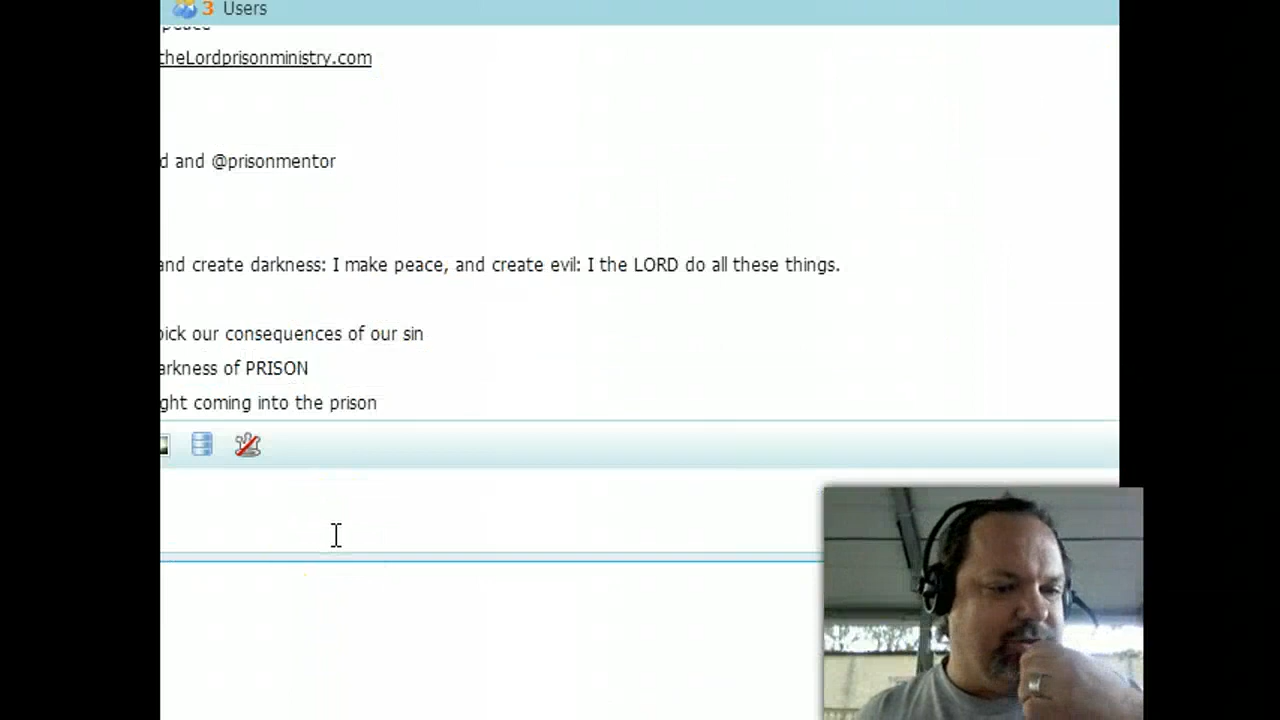 3 Users
peace
theLordprisonministry.com
d and @prisonmentor
and create darkness: I make peace, and create evil: I the LORD do all these things.
pick our consequences of our sin
arkness of PRISON
ght coming into the prison